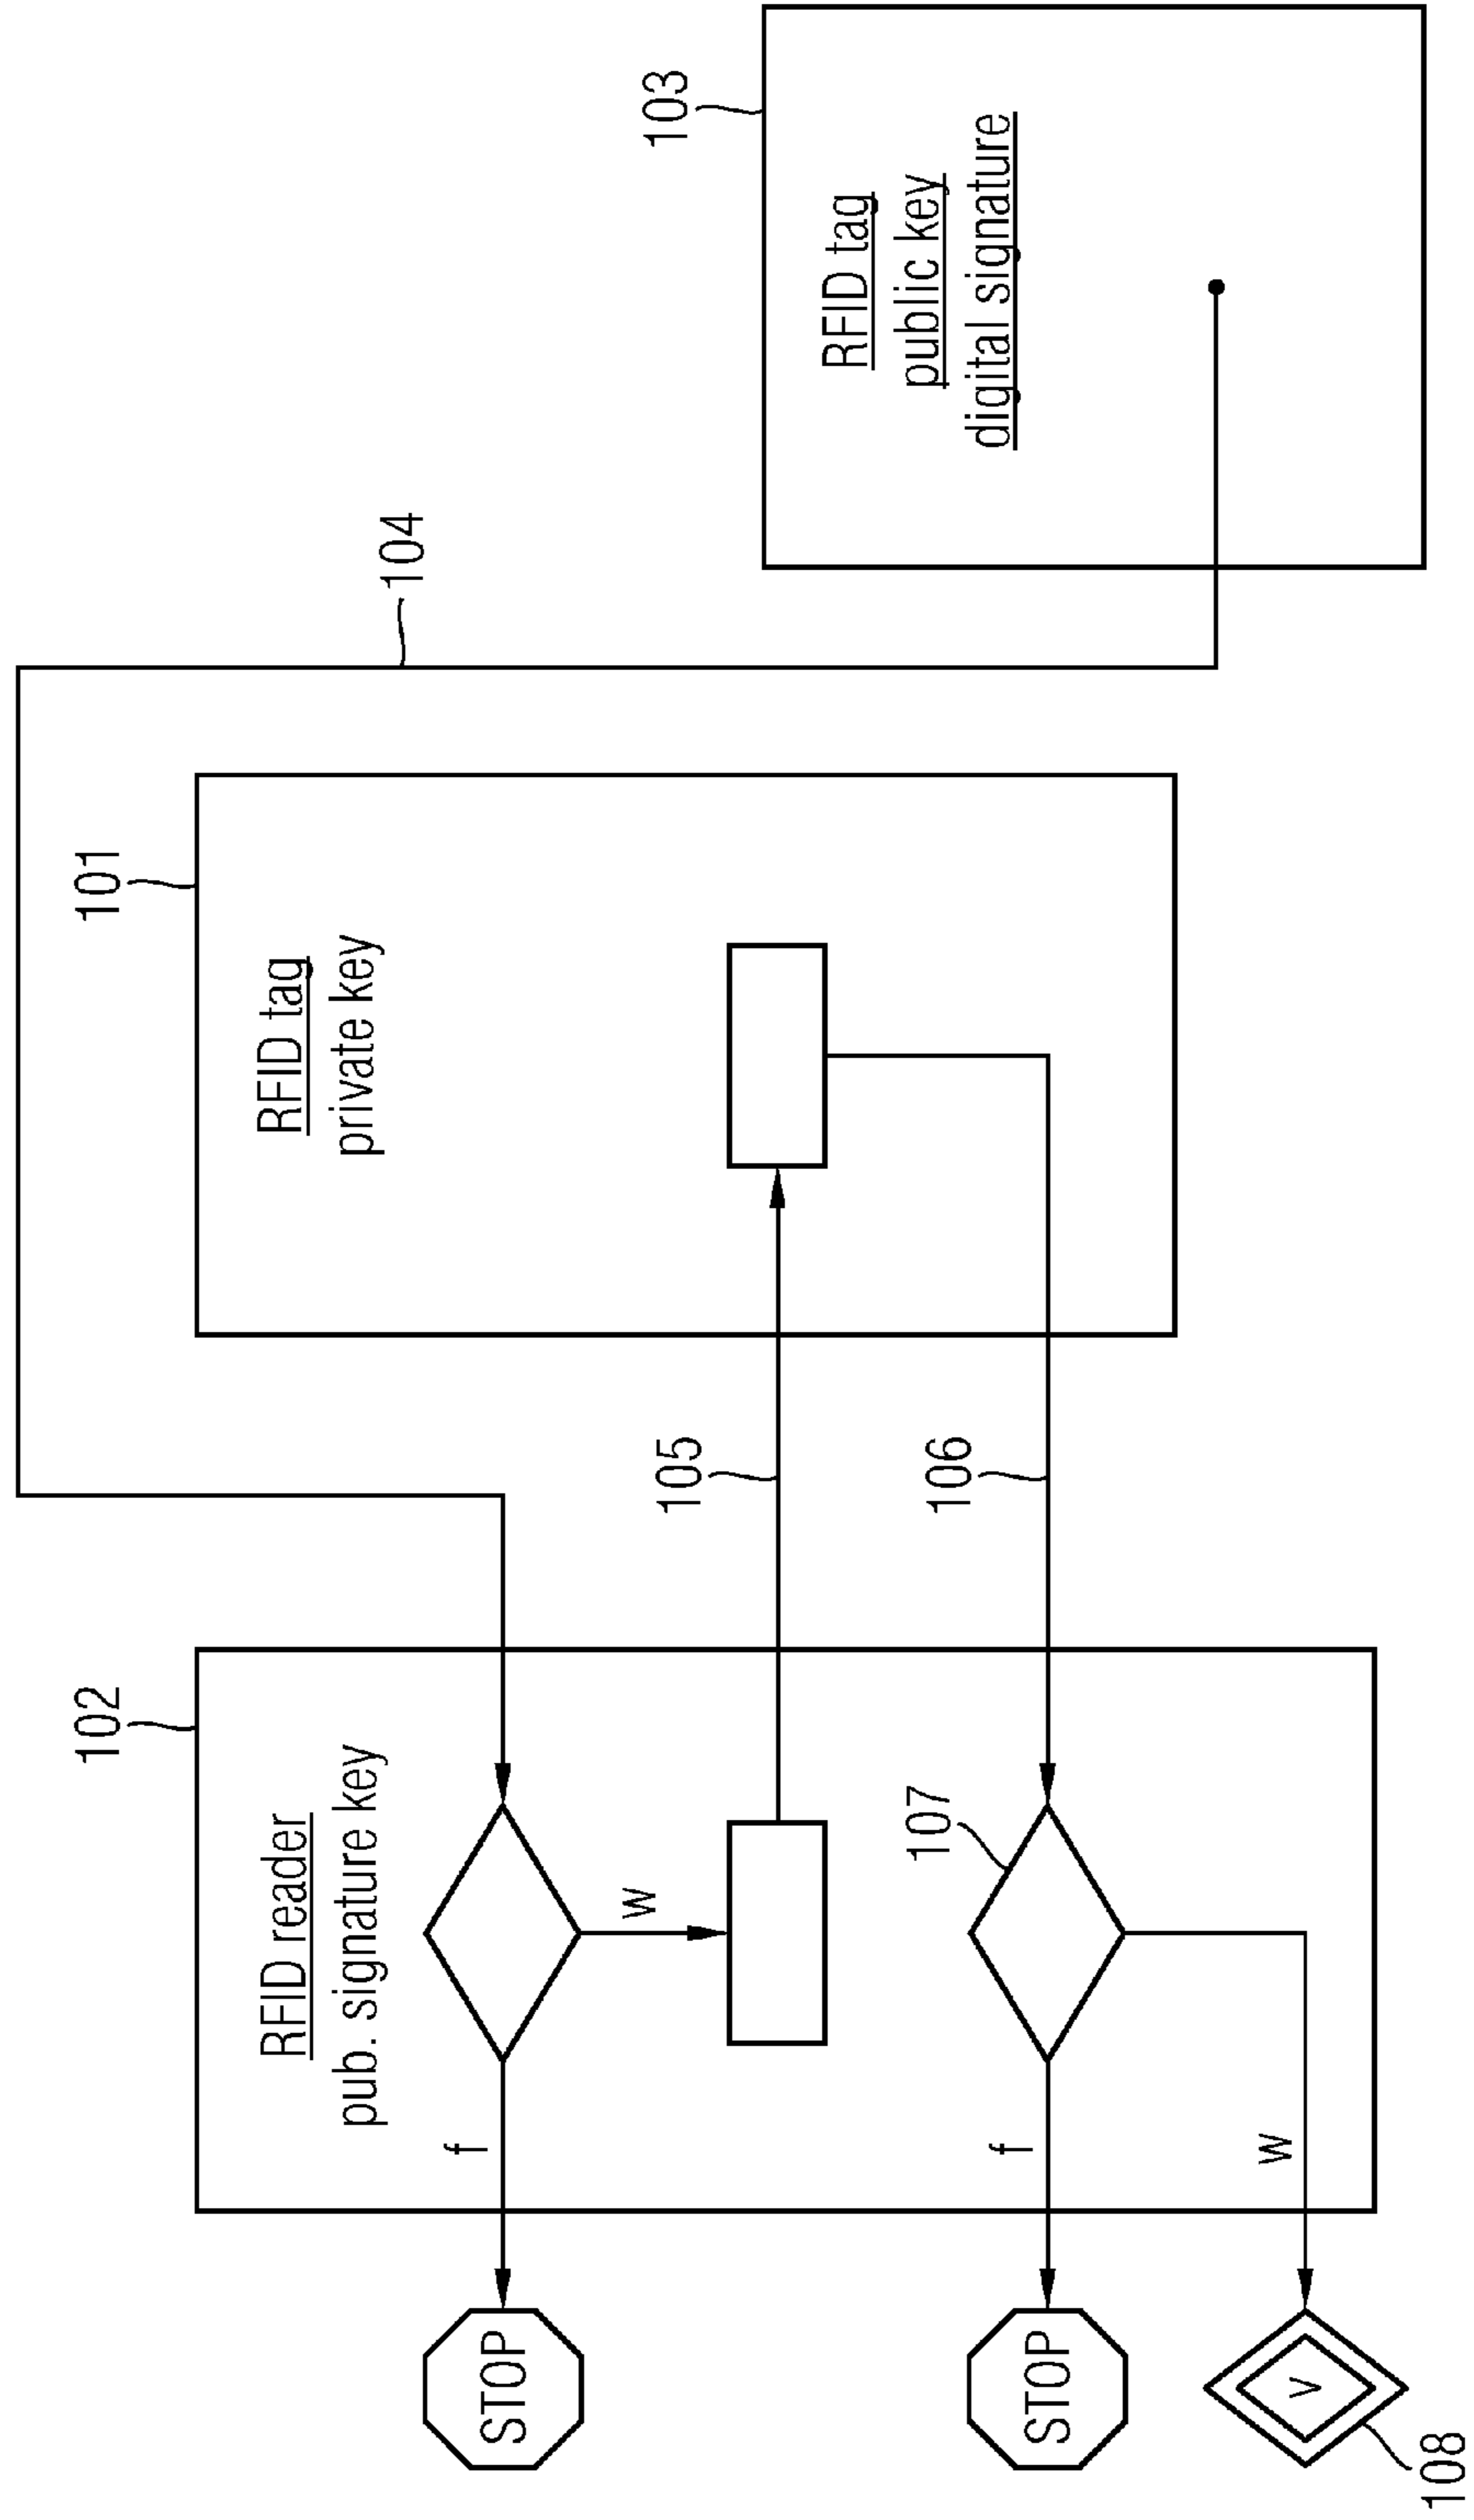 102
RFID reader
pub. signature key
STOP
f
w
107
STOP
f
w
v
108
105
106
101
RFID tag
private key
104
103
RFID tag
public key
digital signature